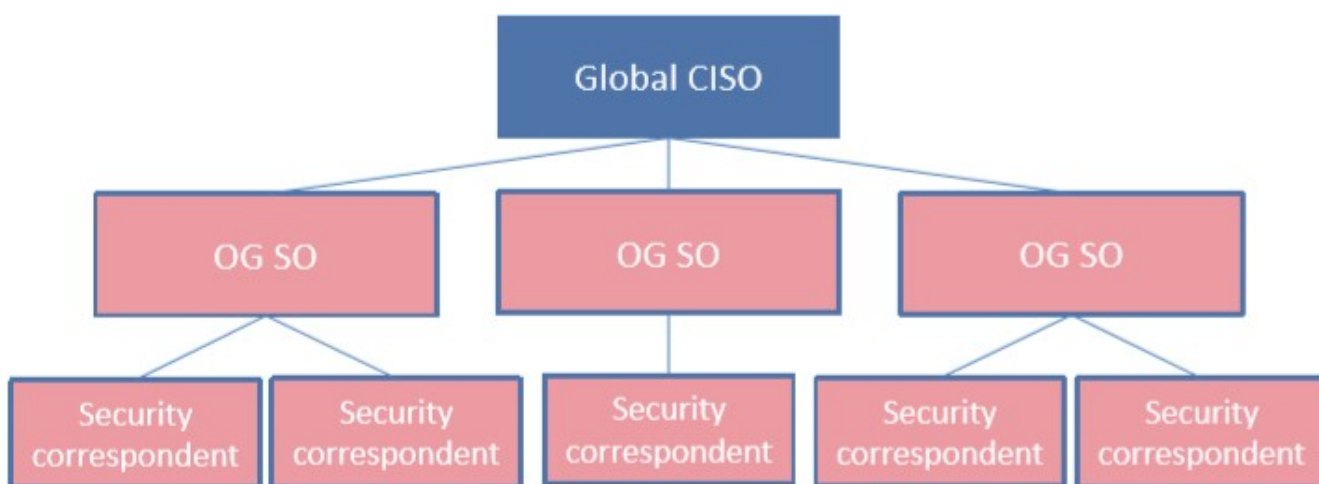 Global CISO
OG SO
OG SO
OG SO
Security
correspondent
Security
correspondent
Security
correspondent
Security
correspondent
Security
correspondent